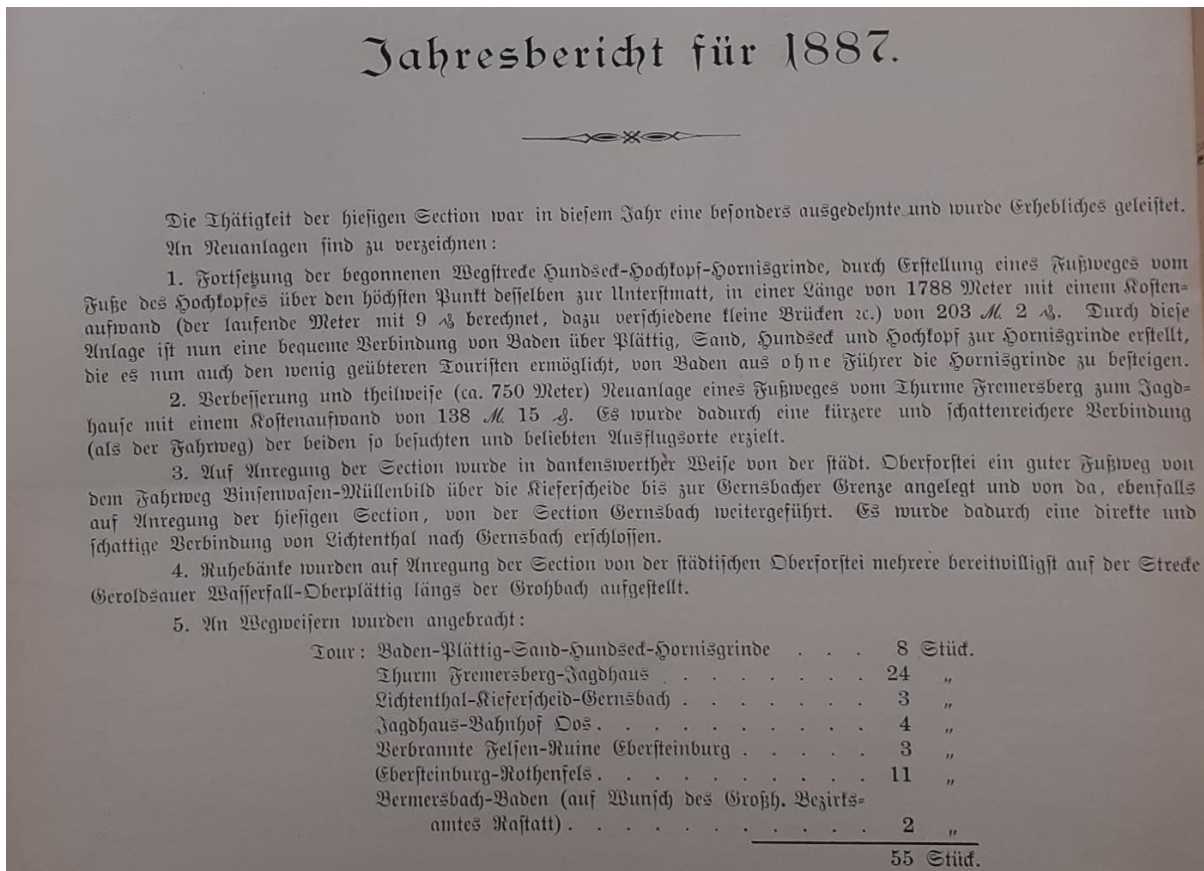 Jahresbericht für 1887.
Die Thätigkeit der hiesigen Section war in diesem Jahr eine besonders ausgedehnte und wurde Erhebliches geleistet.
An Neuanlagen sind zu verzeichnen:
1. Fortsetzung der begonnenen Wegstrecke Hundseck-Hochkopf-Hornisgrinde, durch Erstellung eines Fußweges vom
Fuße des Hochkopfes über den höchsten Punkt desselben zur Unterstmatt, in einer Länge von 1788 Meter mit einem Kosten-
aufwand (der laufende Meter mit 9 ₰ berechnet, dazu verschiedene kleine Brücken ꝛc.) von 203 ℳ 2 ₰. Durch diese
Anlage ist nun eine bequeme Verbindung von Baden über Plättig, Sand, Hundseck und Hochkopf zur Hornisgrinde erstellt,
die es nun auch den wenig geübteren Touristen ermöglicht, von Baden aus ohne Führer die Hornisgrinde zu besteigen.
2. Verbesserung und theilweise (ca. 750 Meter) Neuanlage eines Fußweges vom Thurme Fremersberg zum Jagd-
hause mit einem Kostenaufwand von 138 ℳ 15 ₰. Es wurde dadurch eine kürzere und schattenreichere Verbindung
(als der Fahrweg) der beiden so besuchten und beliebten Ausflugsorte erzielt.
3. Auf Anregung der Section wurde in dankenswerther Weise von der städt. Oberforstei ein guter Fußweg von
dem Fahrweg Binsenwasen-Müllenbild über die Kieferscheide bis zur Gernsbacher Grenze angelegt und von da, ebenfalls
auf Anregung der hiesigen Section, von der Section Gernsbach weitergeführt. Es wurde dadurch eine direkte und
schattige Verbindung von Lichtenthal nach Gernsbach erschlossen.
4. Ruhebänke wurden auf Anregung der Section von der städtischen Oberforstei mehrere bereitwilligst auf der Strecke
Geroldsauer Wasserfall-Oberplättig längs der Grohbach aufgestellt.
5. An Wegweisern wurden angebracht:
Tour: Baden-Plättig-Sand-Hundseck-Hornisgrinde . . . 8 Stück.
Thurm Fremersberg-Jagdhaus . . . . . . . 24 „
Lichtenthal-Kieferscheid-Gernsbach . . . . . . . 3 „
Jagdhaus-Bahnhof Oos . . . . . . . . . . 4 „
Verbrannte Felsen-Ruine Ebersteinburg . . . . . 3 „
Ebersteinburg-Rothenfels . . . . . . . . . . 11 „
Bermersbach-Baden (auf Wunsch des Großh. Bezirks-
amtes Rastatt) . . . . . . . . . . . 2 „
55 Stück.